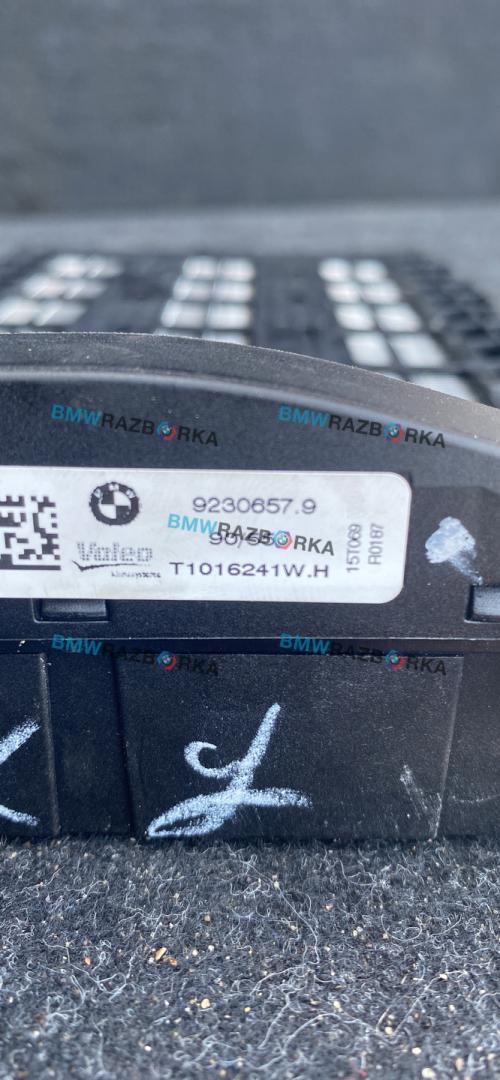 BMWRAZBORKA
BMWRAZBORKA
9230657.9
BMWRAZBORKA
Valeo
T1016241W.H
15T069
R0187
BMWRAZBORKA
BMWRAZBORKA